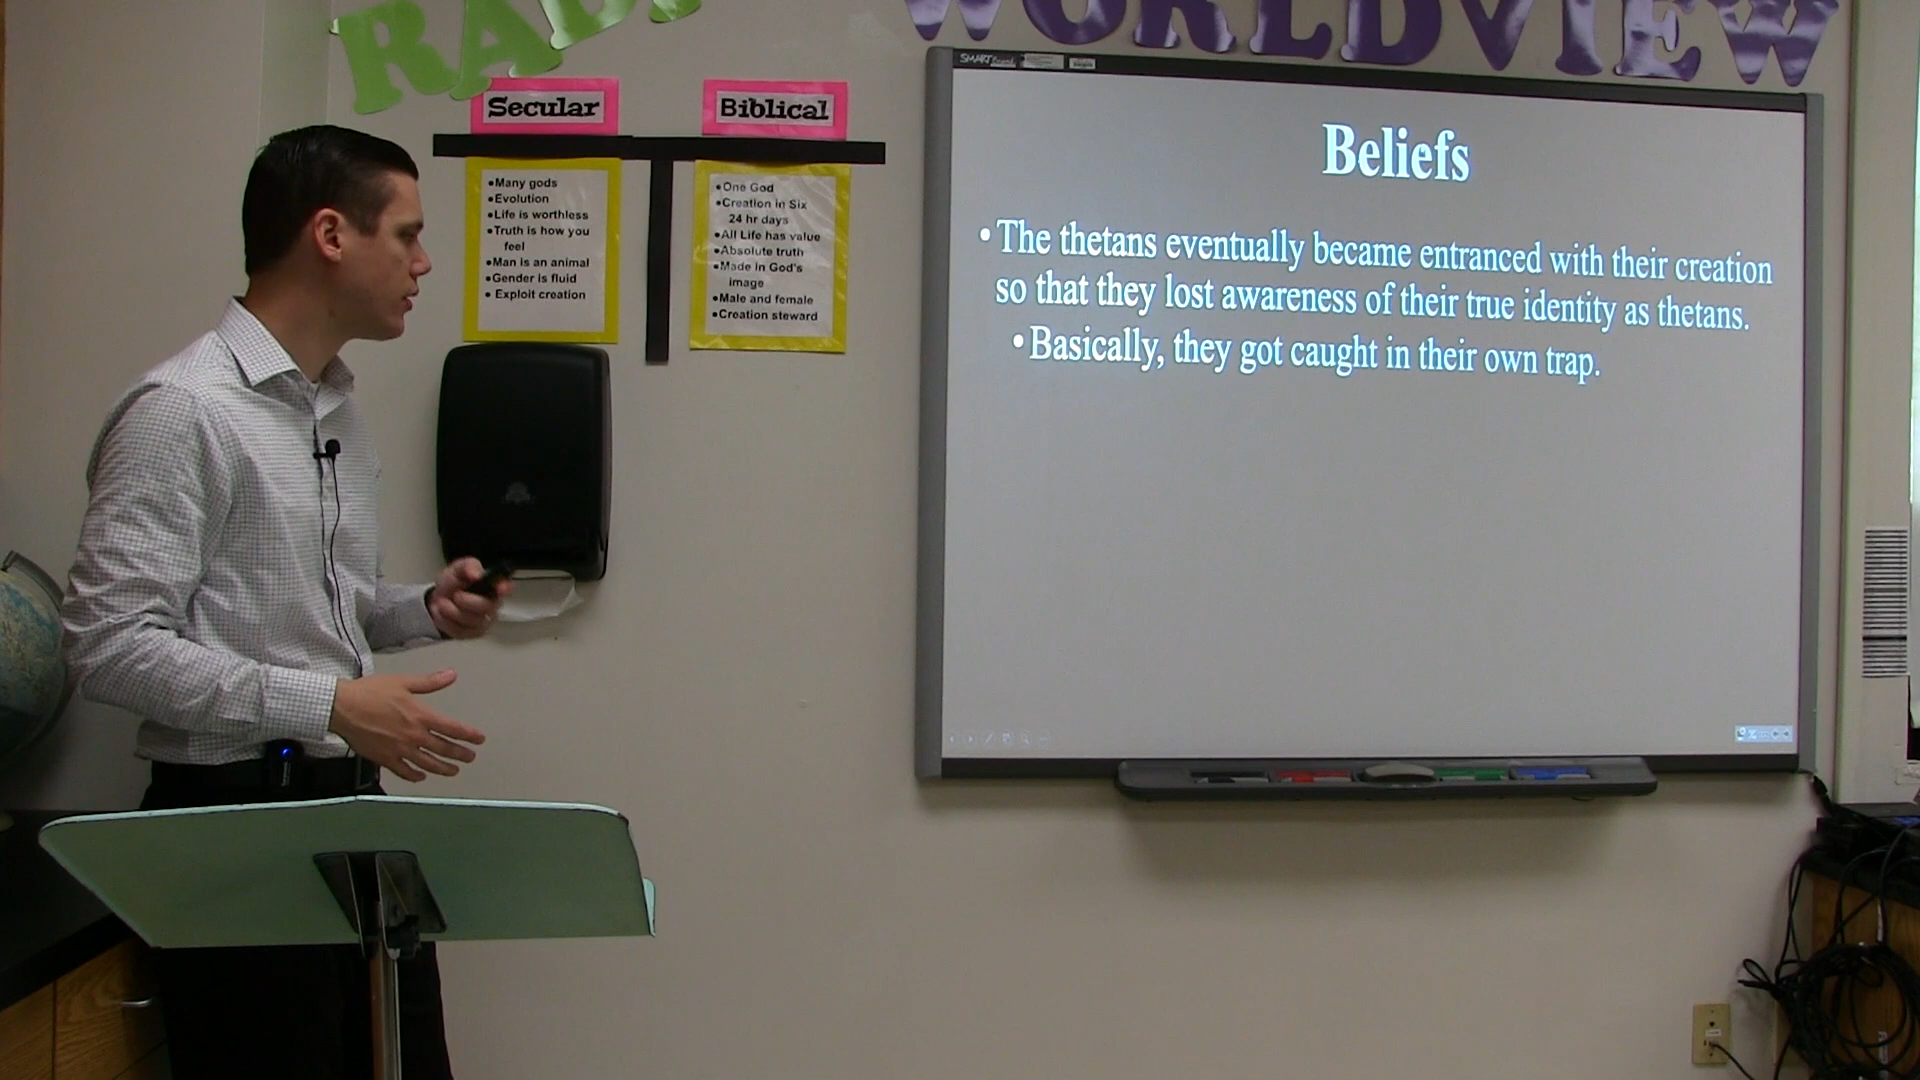 RAD
WORLDVIEW
Secular
•Many gods
•Evolution
•Life is worthless
•Truth is how you
feel
•Man is an animal
•Gender is fluid
• Exploit creation
Biblical
•One God
•Creation in Six
24 hr days
•All Life has value
•Absolute truth
•Made in God's
image
•Male and female
•Creation steward
SMART Board
Beliefs
•The thetans eventually became entranced with their creation
so that they lost awareness of their true identity as thetans.
•Basically, they got caught in their own trap.